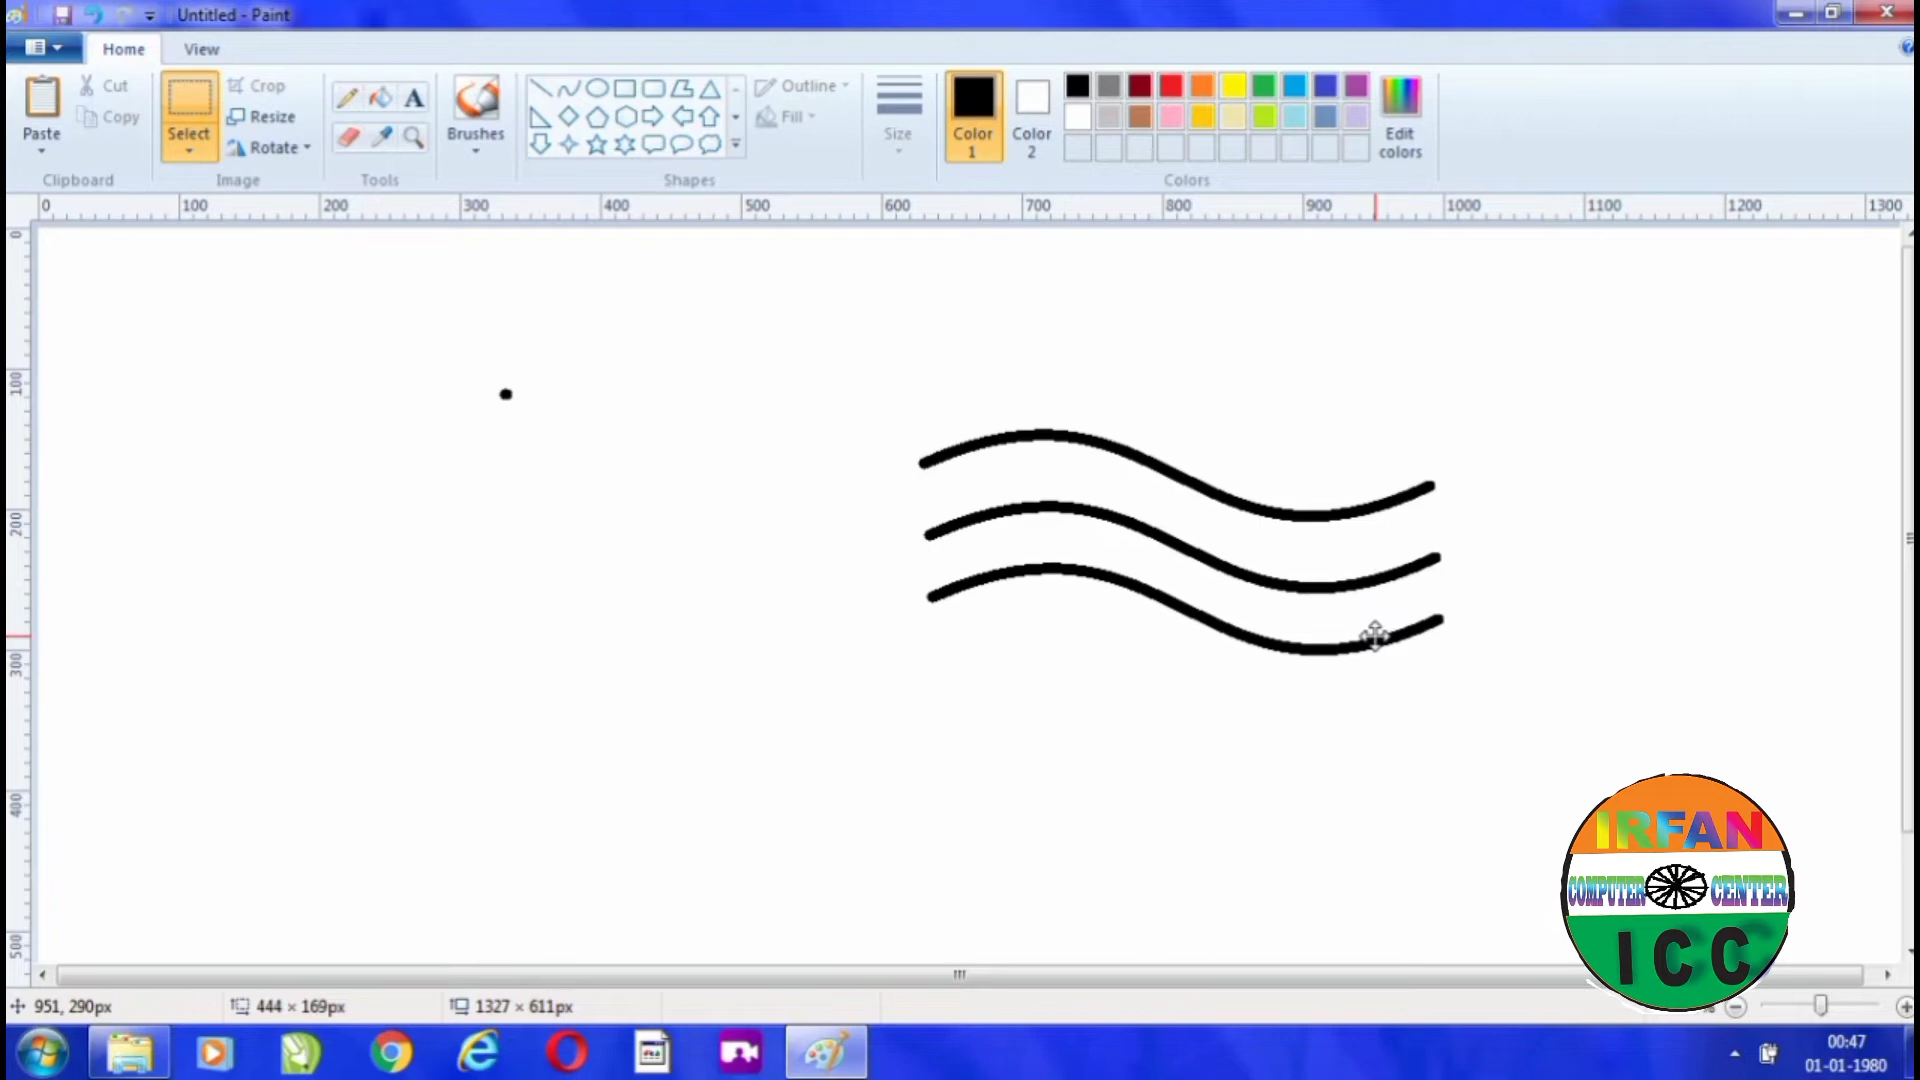 Untitled - Paint
Home View
Paste
Cut
Copy
Clipboard
Select
Crop
Resize
Rotate
Image
A
Tools
Brushes
Shapes
Outline
Fill
Size
Color 1
Color 2
Edit colors
Colors
0 100 200 300 400 500 600 700 800 900 1000 1100 1200 1300
0
100
200
300
400
500
IRFAN
COMPUTER CENTER
ICC
951, 290px 444 × 169px 1327 × 611px
00:47
01-01-1980